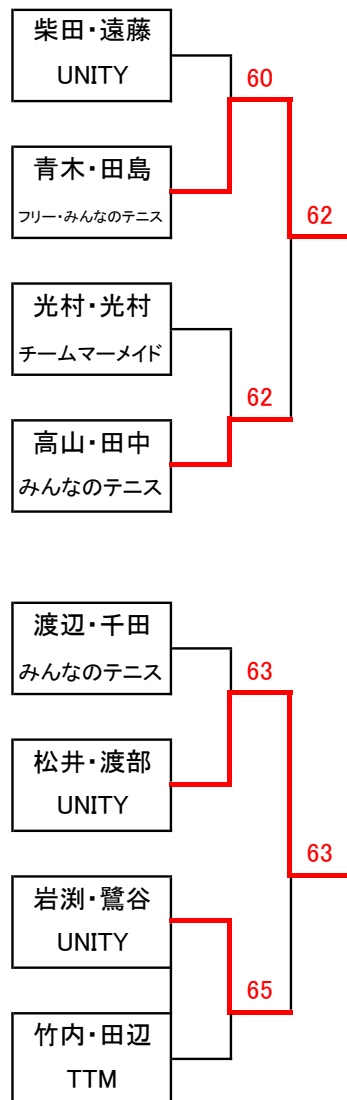 柴田・遠藤
UNITY
60
青木・田島
フリー・みんなのテニス
62
光村・光村
チームマーメイド
62
高山・田中
みんなのテニス
渡辺・千田
みんなのテニス
63
松井・渡部
UNITY
63
岩渕・鷺谷
UNITY
65
竹内・田辺
TTM